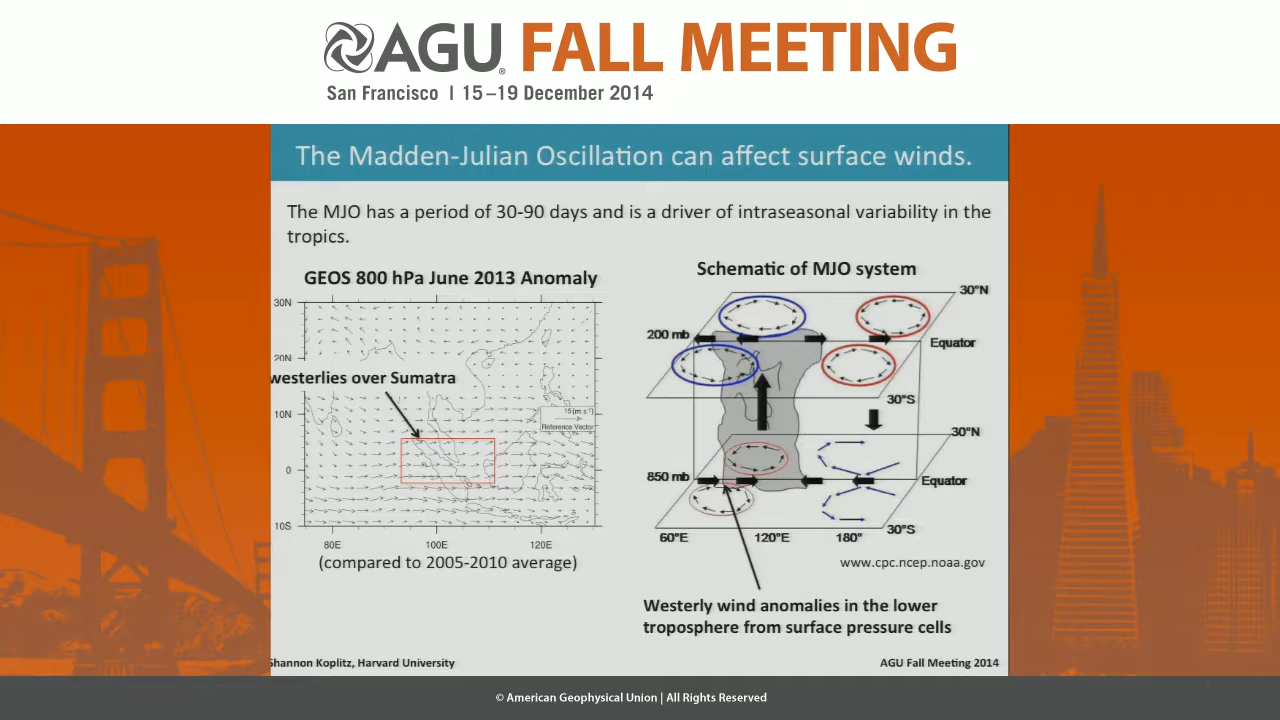 AGU FALL MEETING
San Francisco | 15–19 December 2014
The Madden-Julian Oscillation can affect surface winds.
The MJO has a period of 30-90 days and is a driver of intraseasonal variability in the
tropics.
GEOS 800 hPa June 2013 Anomaly
30N
20N
westerlies over Sumatra
10N
15 (m s⁻¹)
Reference Vector
0
10S
80E 100E 120E
(compared to 2005-2010 average)
Schematic of MJO system
30°N
200 mb
Equator
30°S
30°N
850 mb
Equator
30°S
60°E 120°E 180°
www.cpc.ncep.noaa.gov
Westerly wind anomalies in the lower
troposphere from surface pressure cells
Shannon Koplitz, Harvard University
AGU Fall Meeting 2014
© American Geophysical Union | All Rights Reserved